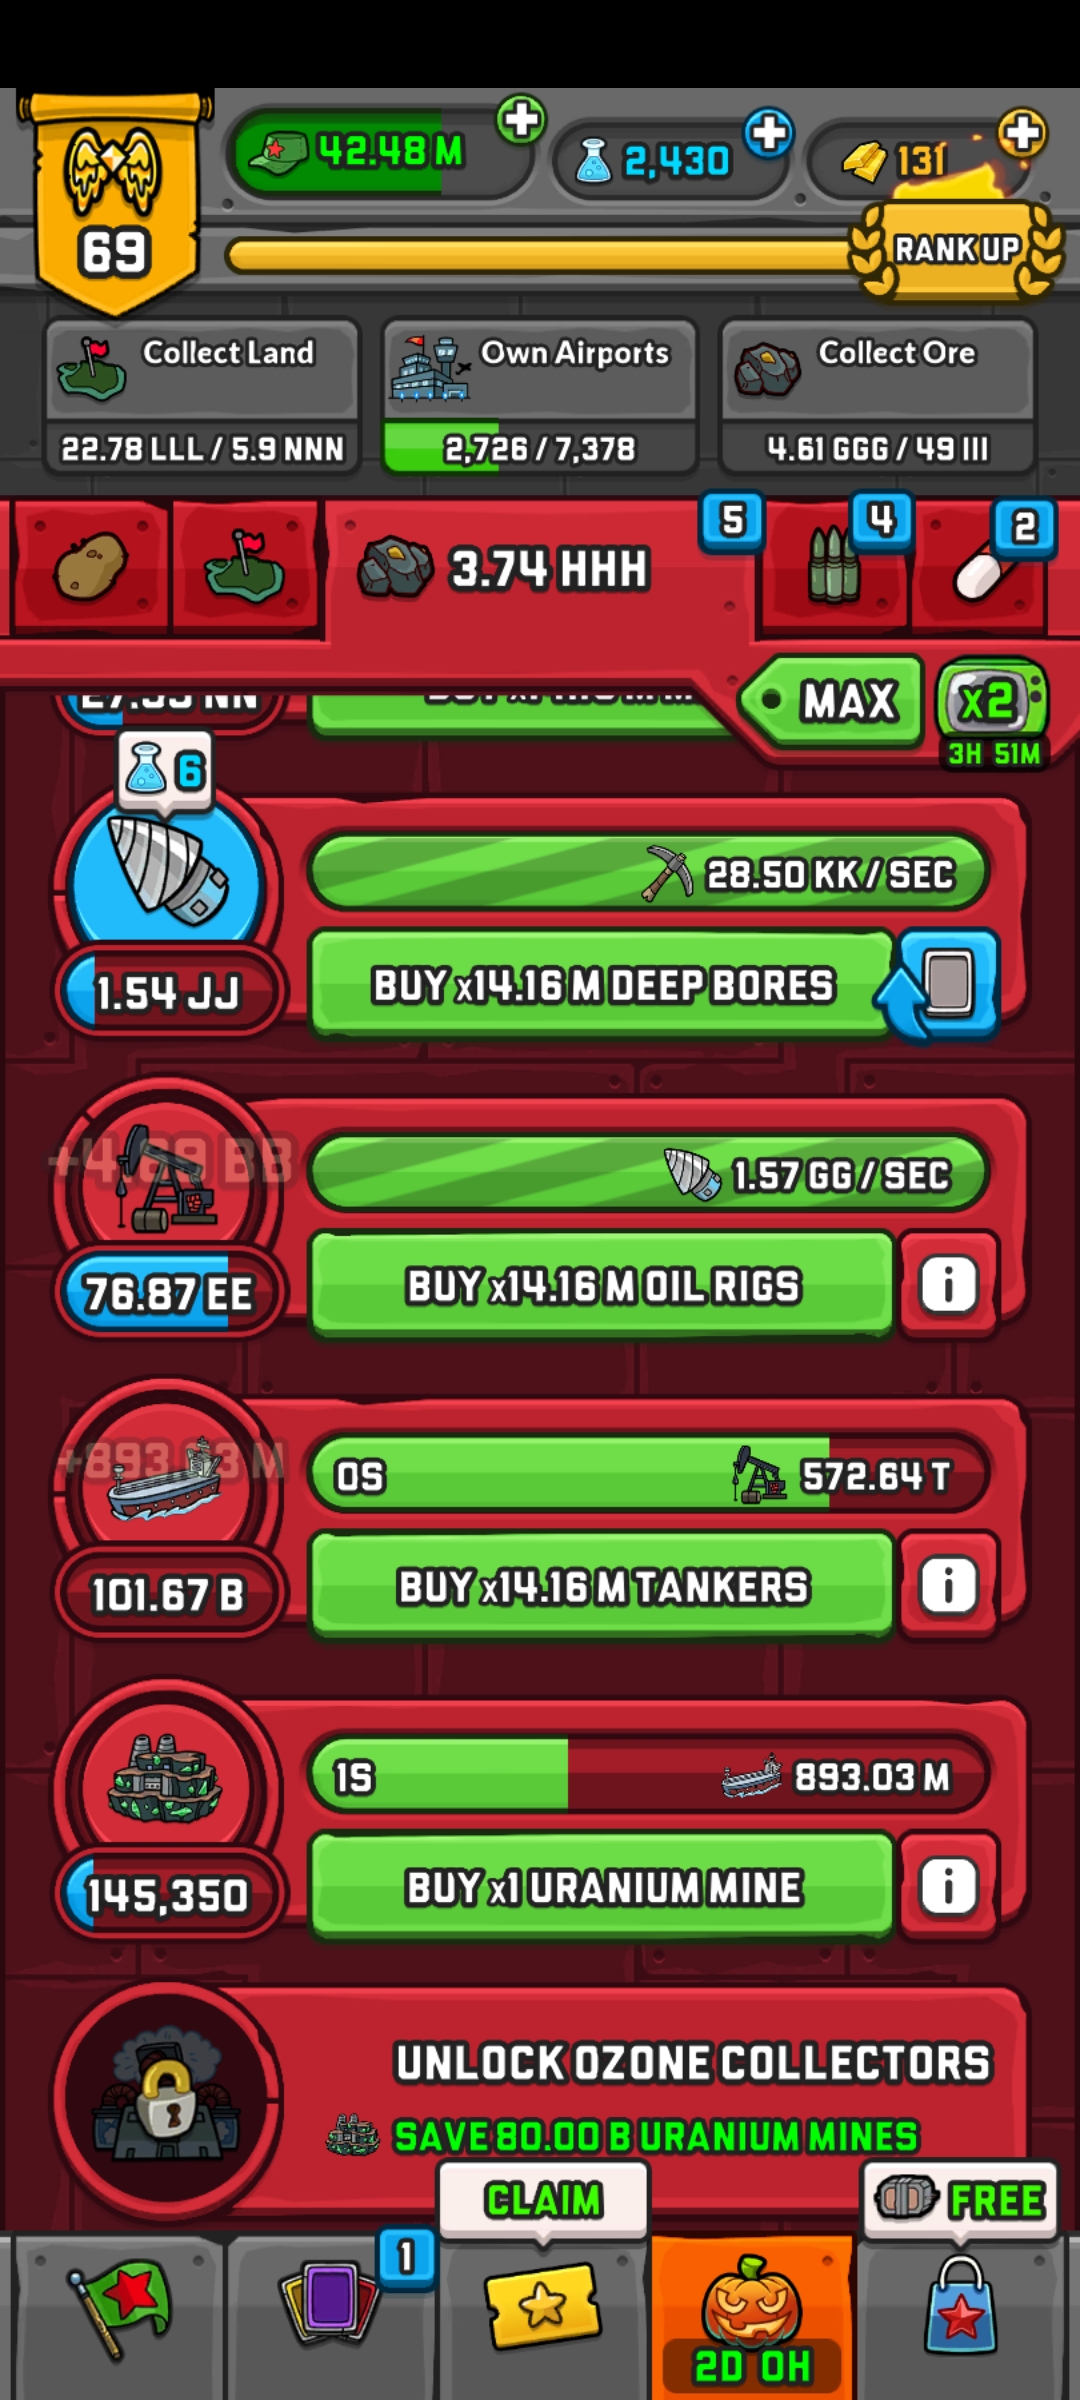 42.48 M
2,430
131
69
RANK UP
Collect Land
Own Airports
Collect Ore
22.78 LLL / 5.9 NNN
2,726 / 7,378
4.61 GGG / 49 III
5
4
2
3.74 HHH
MAX
x2
3H 51M
6
28.50 KK / SEC
1.54 JJ
BUY x14.16 M DEEP BORES
1.57 GG / SEC
76.87 EE
BUY x14.16 M OIL RIGS
i
+893.03 M
0S
572.64 T
101.67 B
BUY x14.16 M TANKERS
i
1S
893.03 M
145,350
BUY x1 URANIUM MINE
i
UNLOCK OZONE COLLECTORS
SAVE 80.00 B URANIUM MINES
CLAIM
FREE
1
2D 0H